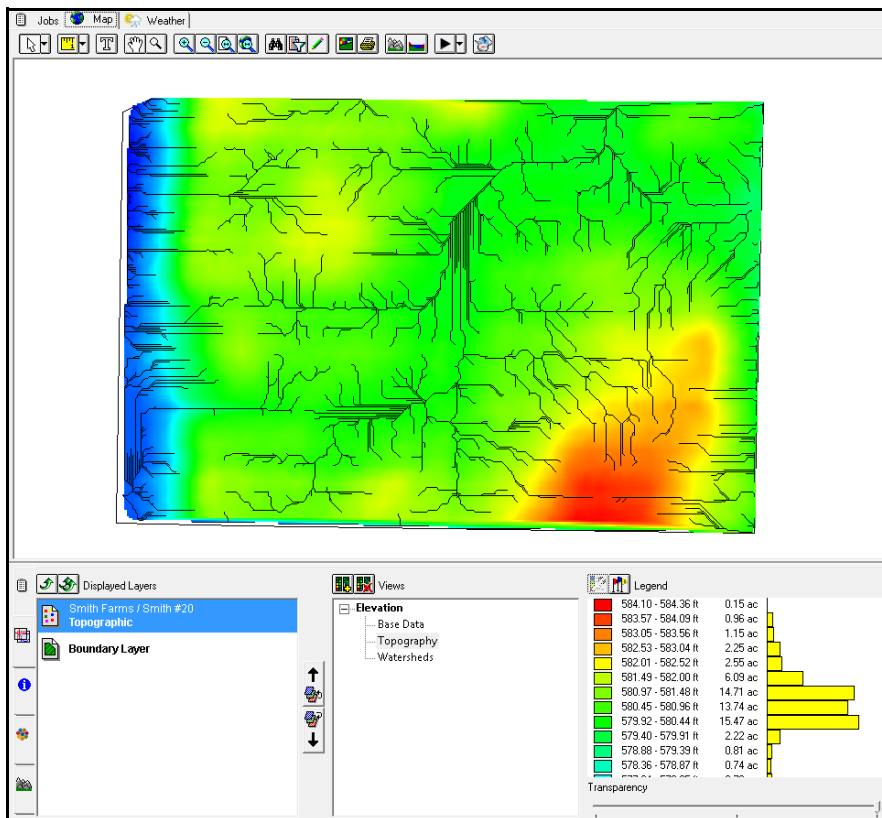 Jobs Map Weather
T
Displayed Layers
Smith Farms / Smith #20
Topographic
Boundary Layer
Views
Elevation
Base Data
Topography
Watersheds
Legend
584.10 - 584.36 ft 0.15 ac
583.57 - 584.09 ft 0.96 ac
583.05 - 583.56 ft 1.15 ac
582.53 - 583.04 ft 2.25 ac
582.01 - 582.52 ft 2.55 ac
581.49 - 582.00 ft 6.09 ac
580.97 - 581.48 ft 14.71 ac
580.45 - 580.96 ft 13.74 ac
579.92 - 580.44 ft 15.47 ac
579.40 - 579.91 ft 2.22 ac
578.88 - 579.39 ft 0.81 ac
578.36 - 578.87 ft 0.74 ac
Transparency